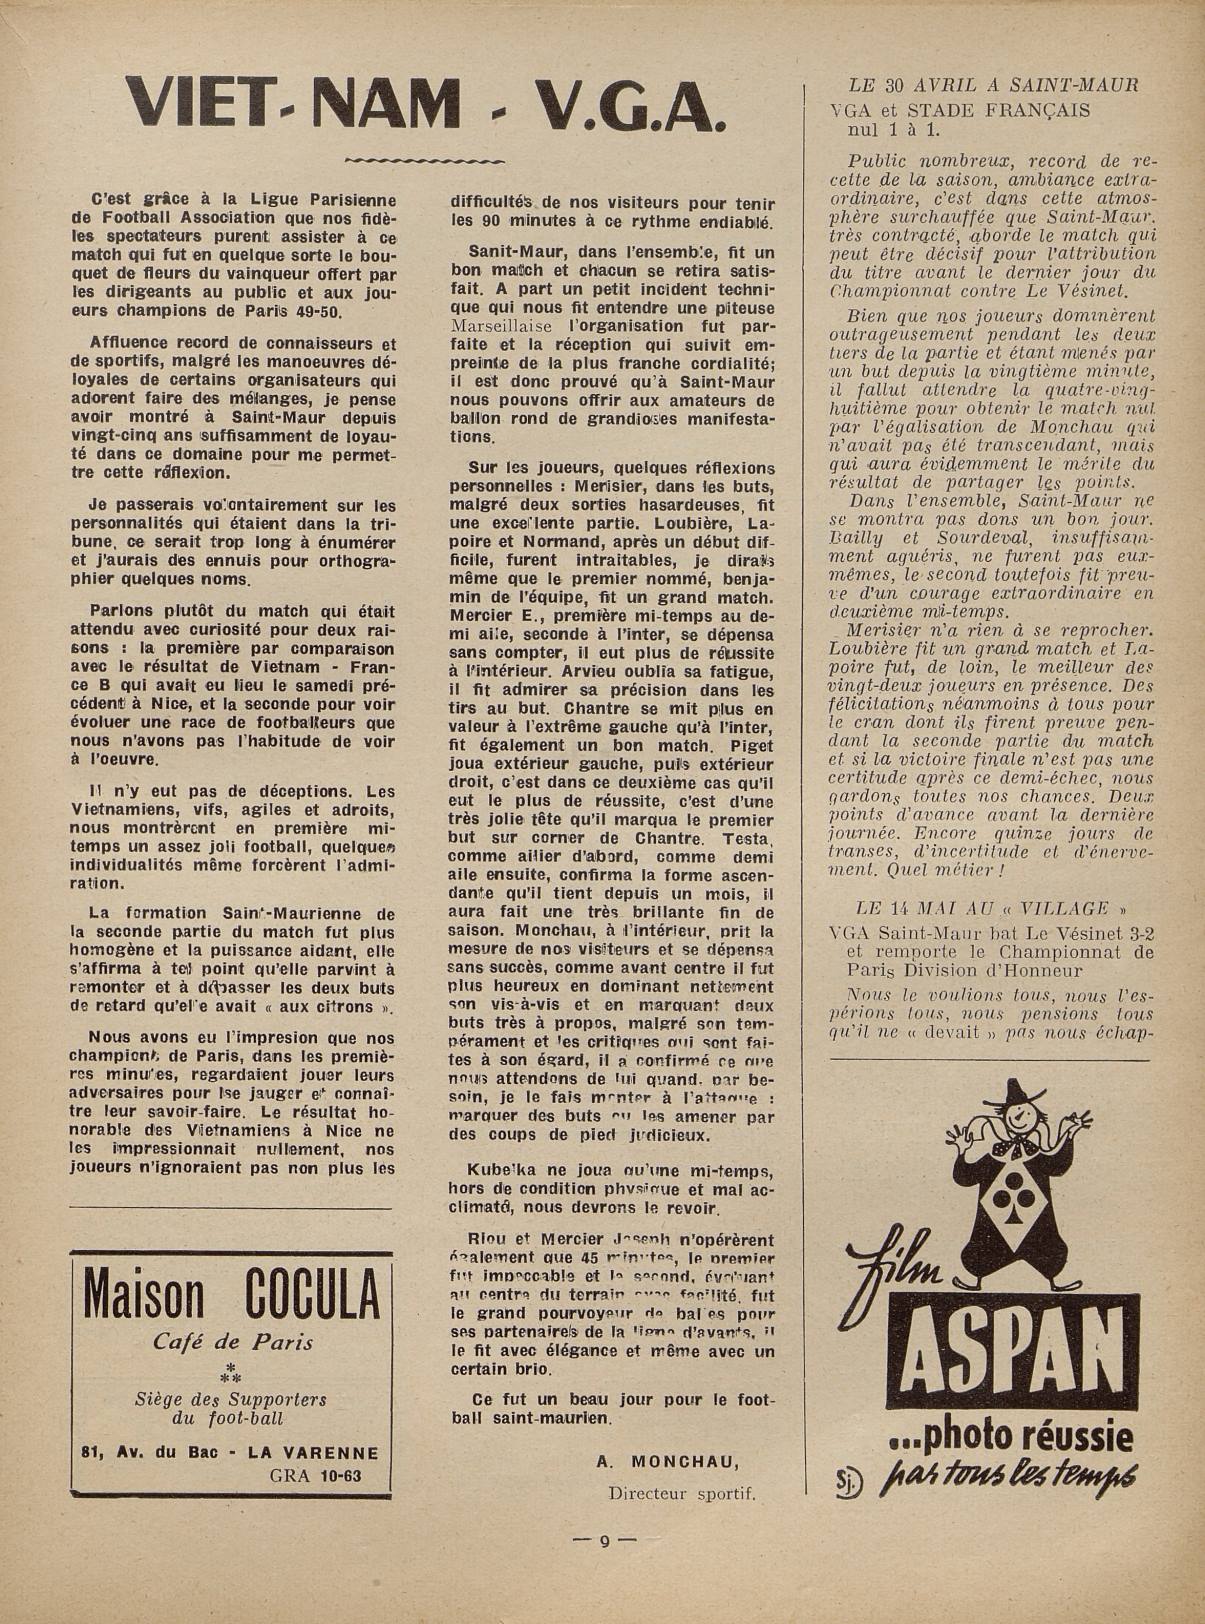 VIET-NAM - V.G.A.
C'est grâce à la Ligue Parisienne
de Football Association que nos fidè-
les spectateurs purent assister à ce
match qui fut en quelque sorte le bou-
quet de fleurs du vainqueur offert par
les dirigeants au public et aux jou-
eurs champions de Paris 49-50.
Affluence record de connaisseurs et
de sportifs, malgré les manoeuvres dé-
loyales de certains organisateurs qui
adorent faire des mélanges, je pense
avoir montré à Saint-Maur depuis
vingt-cinq ans suffisamment de loyau-
té dans ce domaine pour me permet-
tre cette réflexion.
Je passerais volontairement sur les
personnalités qui étaient dans la tri-
bune, ce serait trop long à énumérer
et j'aurais des ennuis pour orthogra-
phier quelques noms.
Parlons plutôt du match qui était
attendu avec curiosité pour deux rai-
sons : la première par comparaison
avec le résultat de Vietnam - Fran-
ce B qui avait eu lieu le samedi pré-
cédent à Nice, et la seconde pour voir
évoluer une race de footballeurs que
nous n'avons pas l'habitude de voir
à l'oeuvre.
Il n'y eut pas de déceptions. Les
Vietnamiens, vifs, agiles et adroits,
nous montrèrent en première mi-
temps un assez joli football, quelques
individualités même forcèrent l'admi-
ration.
La formation Saint-Maurienne de
la seconde partie du match fut plus
homogène et la puissance aidant, elle
s'affirma à tel point qu'elle parvint à
remonter et à dépasser les deux buts
de retard qu'elle avait « aux citrons ».
Nous avons eu l'impresion que nos
champions de Paris, dans les premiè-
res minutes, regardaient jouer leurs
adversaires pour lse jauger et connaî-
tre leur savoir-faire. Le résultat ho-
norable des Vietnamiens à Nice ne
les impressionnait nullement, nos
joueurs n'ignoraient pas non plus les
Maison COCULA
Café de Paris
*
**
Siège des Supporters
du foot-ball
81, Av. du Bac - LA VARENNE
GRA 10-63
difficultés de nos visiteurs pour tenir
les 90 minutes à ce rythme endiablé.
Sanit-Maur, dans l'ensemble, fit un
bon match et chacun se retira satis-
fait. A part un petit incident techni-
que qui nous fit entendre une piteuse
Marseillaise l'organisation fut par-
faite et la réception qui suivit em-
preinte de la plus franche cordialité;
il est donc prouvé qu'à Saint-Maur
nous pouvons offrir aux amateurs de
ballon rond de grandioses manifesta-
tions.
Sur les joueurs, quelques réflexions
personnelles : Merisier, dans les buts,
malgré deux sorties hasardeuses, fit
une excellente partie. Loubière, La-
poire et Normand, après un début dif-
ficile, furent intraitables, je dirais
même que le premier nommé, benja-
min de l'équipe, fit un grand match.
Mercier E., première mi-temps au de-
mi aile, seconde à l'inter, se dépensa
sans compter, il eut plus de réussite
à l'intérieur. Arvieu oublia sa fatigue,
il fit admirer sa précision dans les
tirs au but. Chantre se mit plus en
valeur à l'extrême gauche qu'à l'inter,
fit également un bon match. Piget
joua extérieur gauche, puis extérieur
droit, c'est dans ce deuxième cas qu'il
eut le plus de réussite, c'est d'une
très jolie tête qu'il marqua le premier
but sur corner de Chantre. Testa,
comme ailier d'abord, comme demi
aile ensuite, confirma la forme ascen-
dante qu'il tient depuis un mois, il
aura fait une très brillante fin de
saison. Monchau, à l'intérieur, prit la
mesure de nos visiteurs et se dépensa
sans succès, comme avant centre il fut
plus heureux en dominant nettement
son vis-à-vis et en marquant deux
buts très à propos, malgré son tem-
pérament et les critiques qui sont fai-
tes à son égard, il a confirmé ce que
nous attendons de lui quand, par be-
soin, je le fais monter à l'attaque :
marquer des buts ou les amener par
des coups de pied judicieux.
Kubelka ne joua qu'une mi-temps,
hors de condition physique et mal ac-
climaté, nous devrons le revoir.
Riou et Mercier Joseph n'opérèrent
également que 45 minutes, le premier
fut impeccable et le second, évoluant
au centre du terrain avec facilité, fut
le grand pourvoyeur de balles pour
ses partenaires de la ligne d'avants, il
le fit avec élégance et même avec un
certain brio.
Ce fut un beau jour pour le foot-
ball saint-maurien.
A. MONCHAU,
Directeur sportif.
LE 30 AVRIL A SAINT-MAUR
VGA et STADE FRANÇAIS
nul 1 à 1.
Public nombreux, record de re-
cette de la saison, ambiance extra-
ordinaire, c'est dans cette atmos-
phère surchauffée que Saint-Maur,
très contracté, aborde le match qui
peut être décisif pour l'attribution
du titre avant le dernier jour du
Championnat contre Le Vésinet.
Bien que nos joueurs dominèrent
outrageusement pendant les deux
tiers de la partie et étant menés par
un but depuis la vingtième minute,
il fallut attendre la quatre-ving-
huitième pour obtenir le match nul
par l'égalisation de Monchau qui
n'avait pas été transcendant, mais
qui aura évidemment le mérite du
résultat de partager les points.
Dans l'ensemble, Saint-Maur ne
se montra pas dons un bon jour.
Bailly et Sourdeval, insuffisam-
ment aguéris, ne furent pas eux-
mêmes, le second toutefois fit preu-
ve d'un courage extraordinaire en
deuxième mi-temps.
Merisier n'a rien à se reprocher.
Loubière fit un grand match et La-
poire fut, de loin, le meilleur des
vingt-deux joueurs en présence. Des
félicitations néanmoins à tous pour
le cran dont ils firent preuve pen-
dant la seconde partie du match
et si la victoire finale n'est pas une
certitude après ce demi-échec, nous
gardons toutes nos chances. Deux
points d'avance avant la dernière
journée. Encore quinze jours de
transes, d'incertitude et d'énerve-
ment. Quel métier !
LE 14 MAI AU « VILLAGE »
VGA Saint-Maur bat Le Vésinet 3-2
et remporte le Championnat de
Paris Division d'Honneur
Nous le voulions tous, nous l'es-
périons tous, nous pensions tous
qu'il ne « devait » pas nous échap-
film
ASPAN
...photo réussie
par tous les temps
Sj.
— 9 —